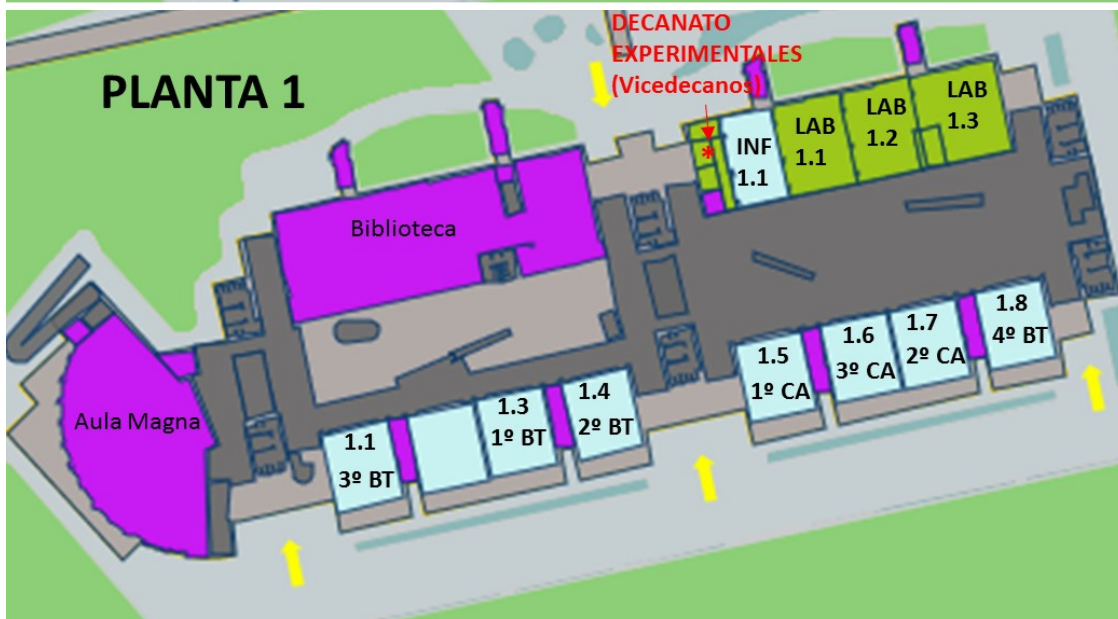 PLANTA 1
DECANATO
EXPERIMENTALES
(Vicedecanos)
*
INF
1.1
LAB
1.1
LAB
1.2
LAB
1.3
Biblioteca
Aula Magna
1.1
3º BT
1.3
1º BT
1.4
2º BT
1.5
1º CA
1.6
3º CA
1.7
2º CA
1.8
4º BT